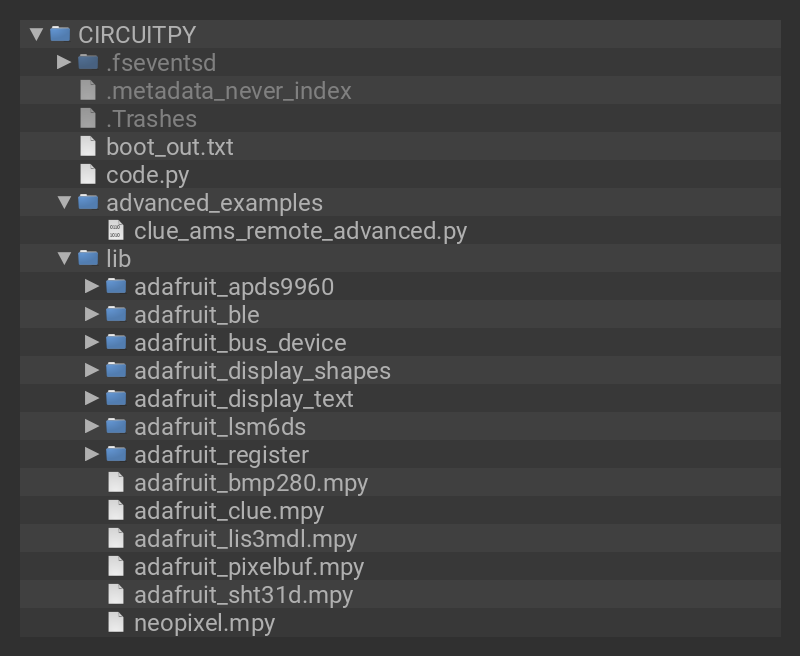 CIRCUITPY
.fseventsd
.metadata_never_index
.Trashes
boot_out.txt
code.py
advanced_examples
clue_ams_remote_advanced.py
lib
adafruit_apds9960
adafruit_ble
adafruit_bus_device
adafruit_display_shapes
adafruit_display_text
adafruit_lsm6ds
adafruit_register
adafruit_bmp280.mpy
adafruit_clue.mpy
adafruit_lis3mdl.mpy
adafruit_pixelbuf.mpy
adafruit_sht31d.mpy
neopixel.mpy